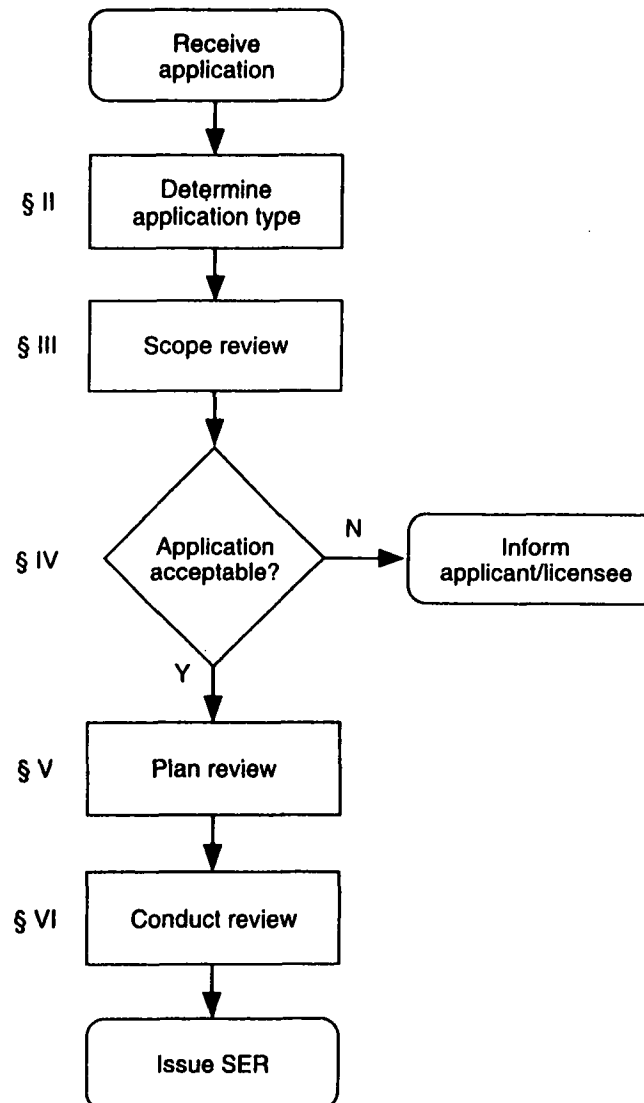 Receive
application
§ II
Determine
application type
§ III
Scope review
§ IV
Application
acceptable?
N
Inform
applicant/licensee
Y
§ V
Plan review
§ VI
Conduct review
Issue SER